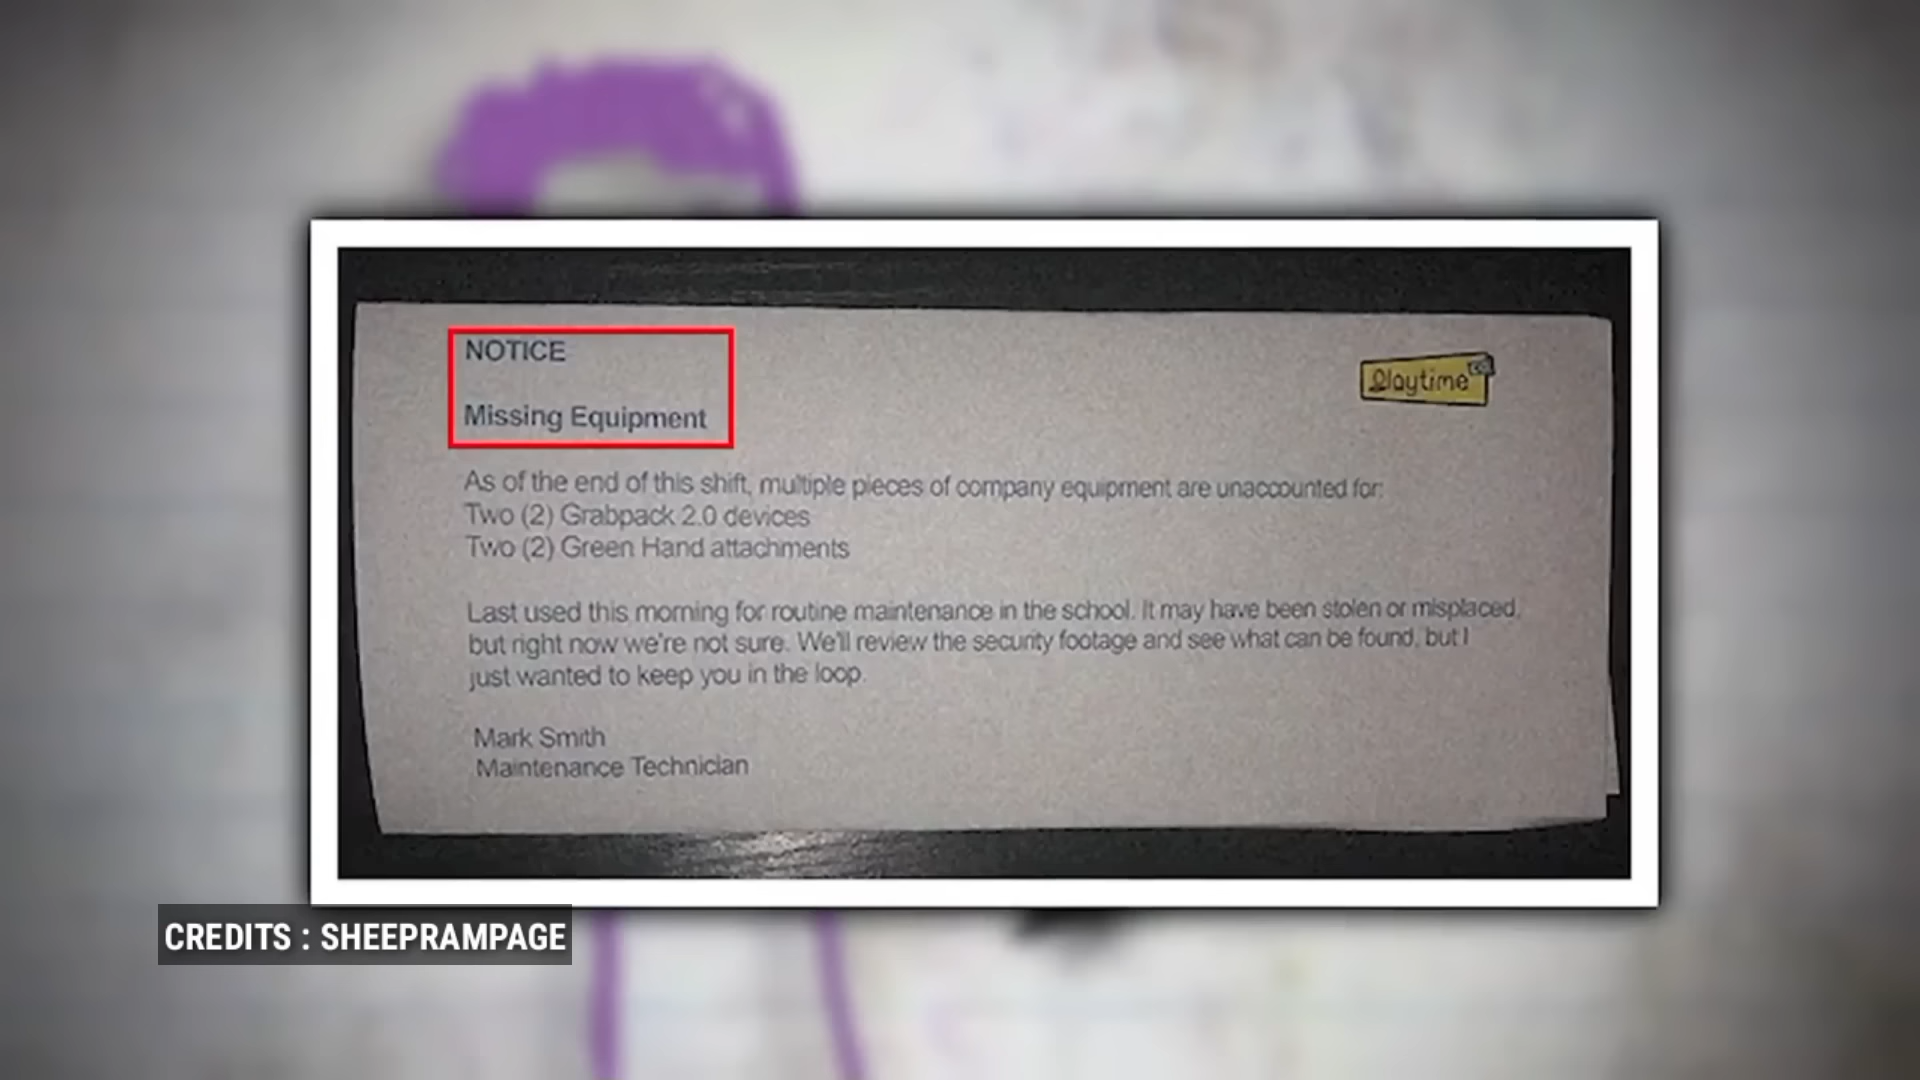 NOTICE
Playtime CO.
Missing Equipment
As of the end of this shift, multiple pieces of company equipment are unaccounted for:
Two (2) Grabpack 2.0 devices
Two (2) Green Hand attachments
Last used this morning for routine maintenance in the school. It may have been stolen or misplaced,
but right now we're not sure. We'll review the security footage and see what can be found, but I
just wanted to keep you in the loop.
Mark Smith
Maintenance Technician
CREDITS : SHEEPRAMPAGE